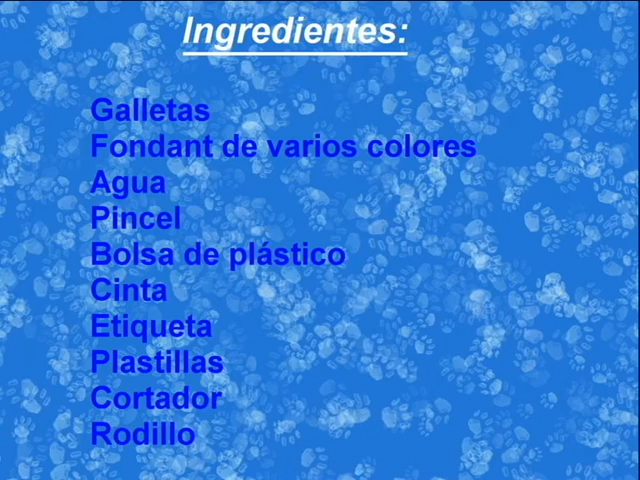 Ingredientes:
Galletas
Fondant de varios colores
Agua
Pincel
Bolsa de plástico
Cinta
Etiqueta
Plastillas
Cortador
Rodillo